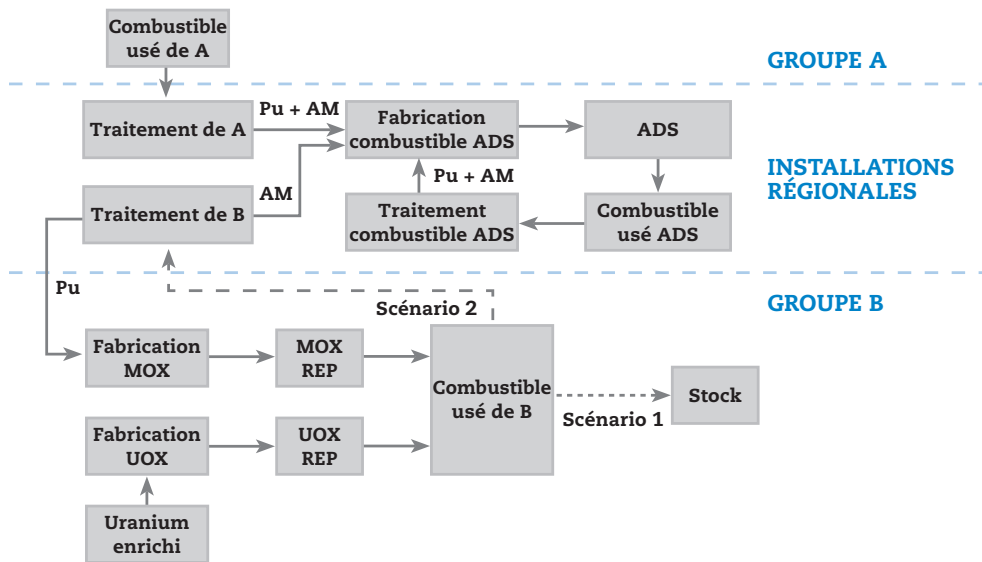 Combustible
usé de A
GROUPE A
Traitement de A
Pu + AM
Fabrication
combustible ADS
ADS
INSTALLATIONS
RÉGIONALES
Traitement de B
AM
Pu + AM
Traitement
combustible ADS
Combustible
usé ADS
Pu
Scénario 2
GROUPE B
Fabrication
MOX
MOX
REP
Combustible
usé de B
Scénario 1
Stock
Fabrication
UOX
UOX
REP
Uranium
enrichi